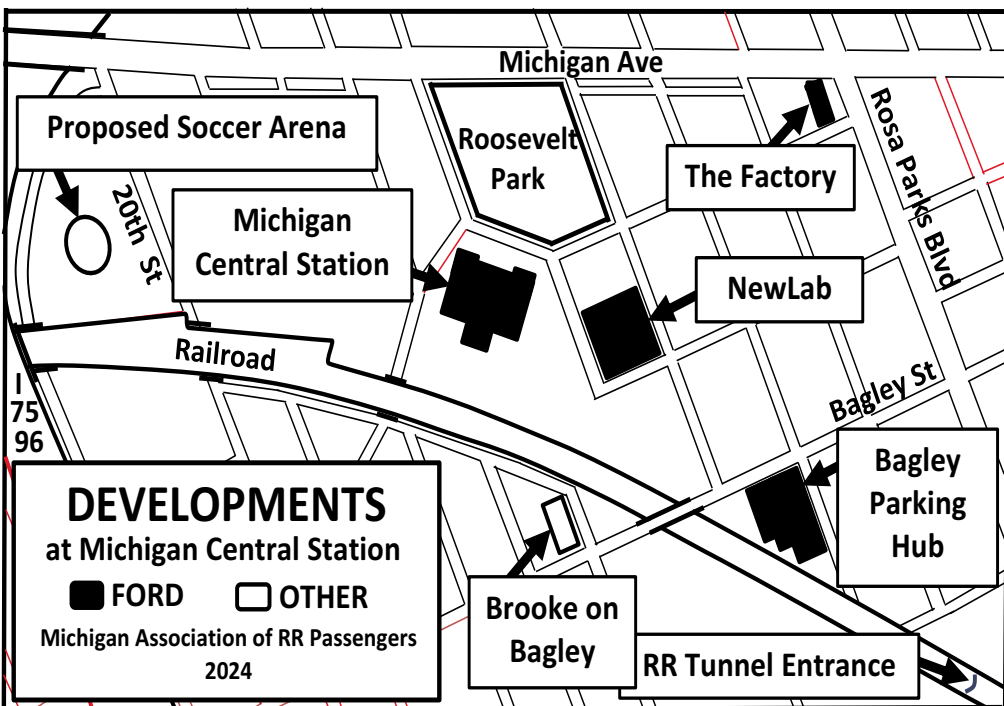 Michigan Ave
Proposed Soccer Arena
Roosevelt
Park
The Factory
Rosa Parks Blvd
20th St
Michigan
Central Station
NewLab
Railroad
Bagley St
I
75
96
Bagley
Parking
Hub
DEVELOPMENTS
at Michigan Central Station
FORD OTHER
Michigan Association of RR Passengers
2024
Brooke on
Bagley
RR Tunnel Entrance